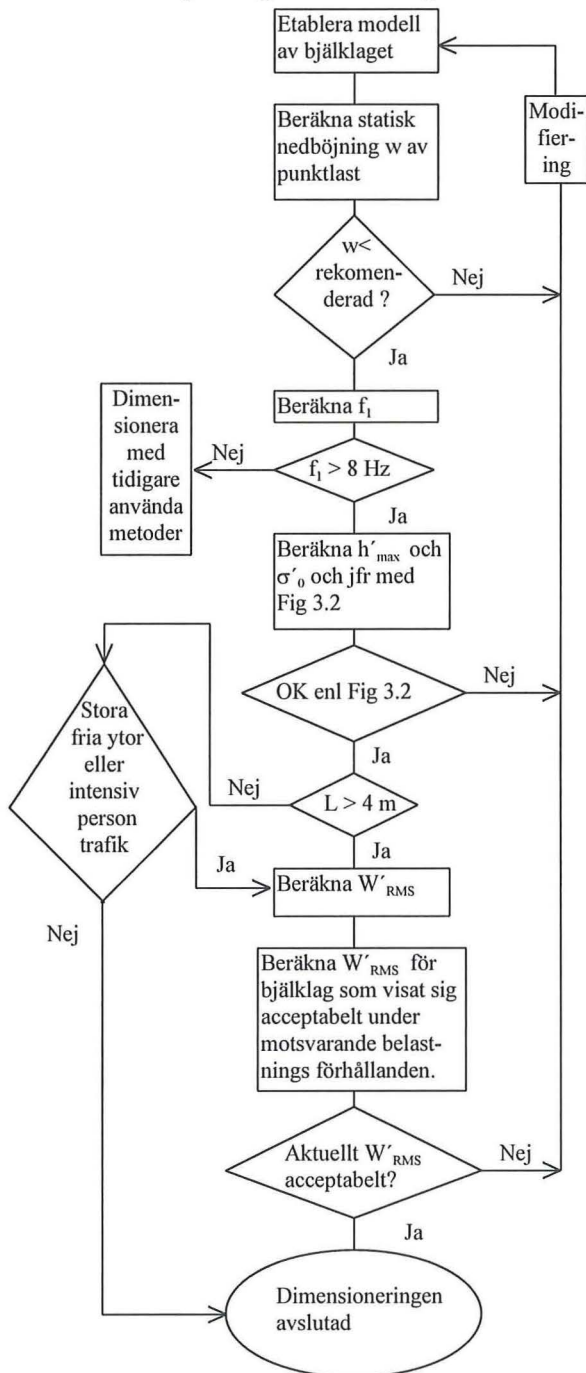 Etablera modell
av bjälklaget
Modi-
fier-
ing
Beräkna statisk
nedböjning w av
punktlast
w<
rekomen-
derad ?
Nej
Ja
Beräkna f₁
Dimen-
sionera
med
tidigare
använda
metoder
Nej
f₁ > 8 Hz
Ja
Beräkna h´max och
σ´₀ och jfr med
Fig 3.2
OK enl Fig 3.2
Nej
Ja
Stora
fria ytor
eller
intensiv
person
trafik
Nej
L > 4 m
Ja
Ja
Beräkna W´RMS
Nej
Beräkna W´RMS för
bjälklag som visat sig
acceptabelt under
motsvarande belast-
nings förhållanden.
Aktuellt W´RMS
acceptabelt?
Nej
Ja
Dimensioneringen
avslutad